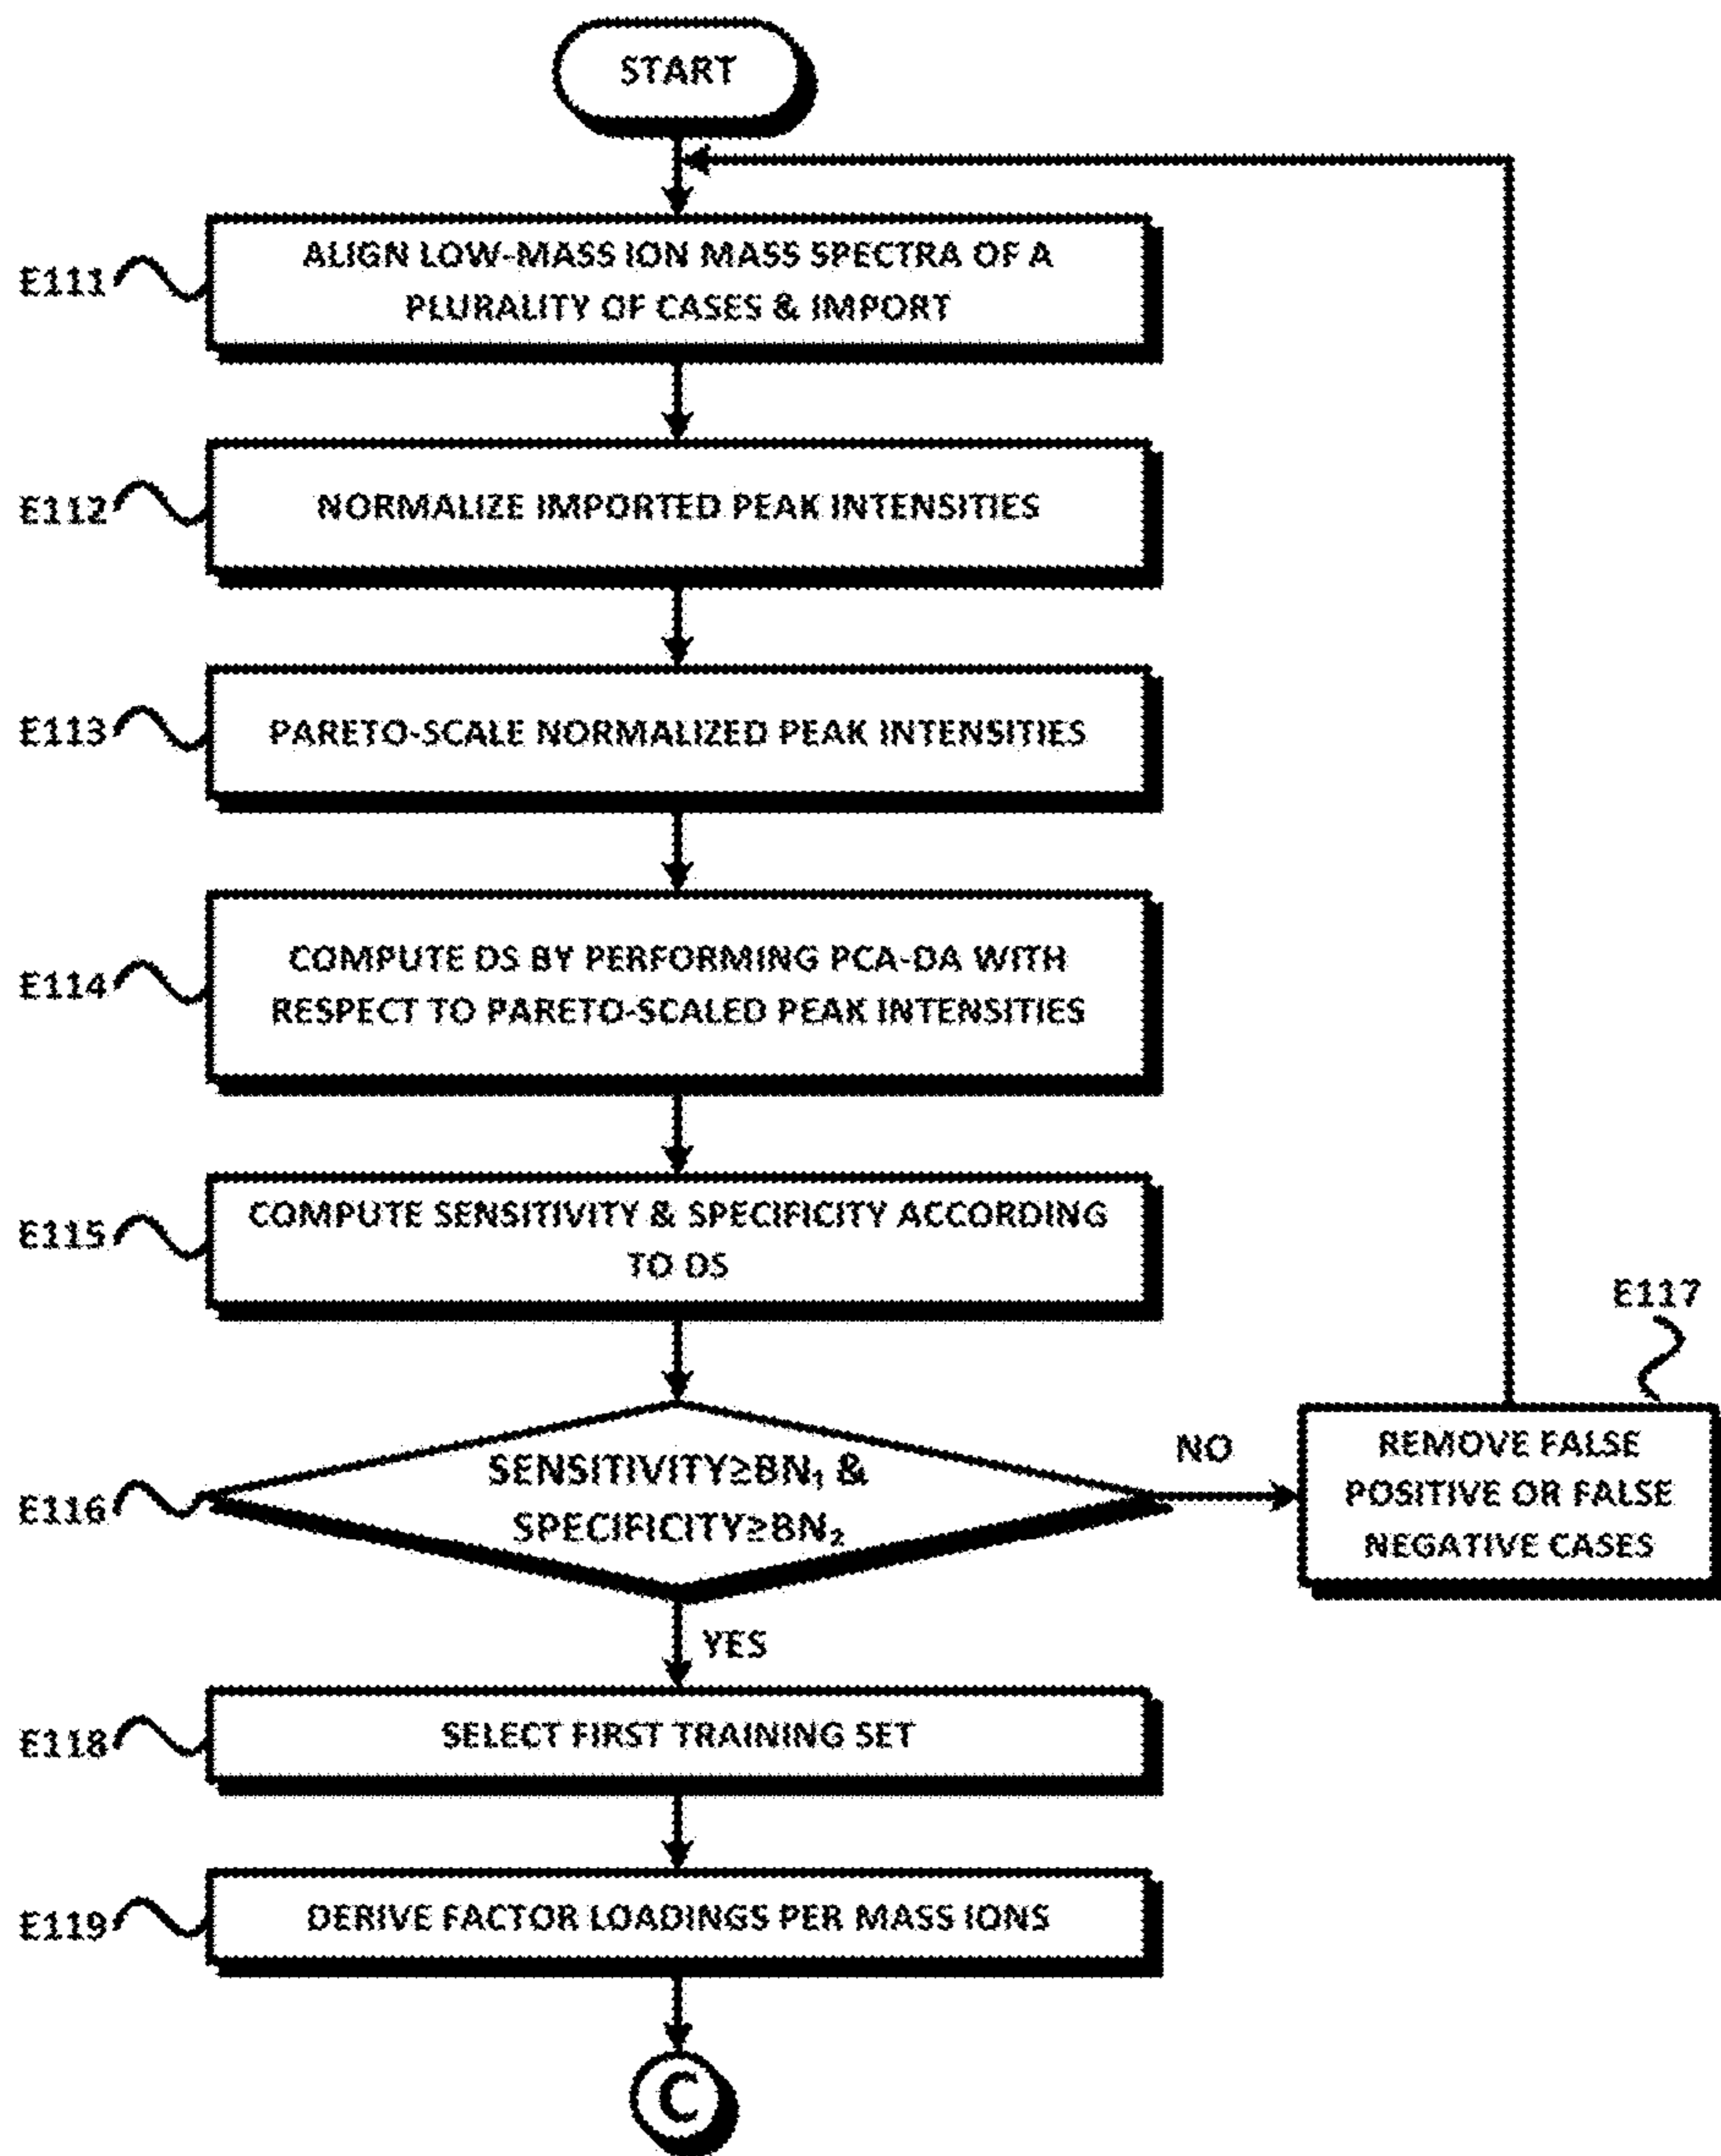 START
E111
ALIGN LOW-MASS ION MASS SPECTRA OF A
PLURALITY OF CASES & IMPORT
E112
NORMALIZE IMPORTED PEAK INTENSITIES
E113
PARETO-SCALE NORMALIZED PEAK INTENSITIES
E114
COMPUTE DS BY PERFORMING PCA-DA WITH
RESPECT TO PARETO-SCALED PEAK INTENSITIES
E115
COMPUTE SENSITIVITY & SPECIFICITY ACCORDING
TO DS
E116
SENSITIVITY≥BN₁ &
SPECIFICITY≥BN₂
NO
E117
REMOVE FALSE
POSITIVE OR FALSE
NEGATIVE CASES
YES
E118
SELECT FIRST TRAINING SET
E119
DERIVE FACTOR LOADINGS PER MASS IONS
C